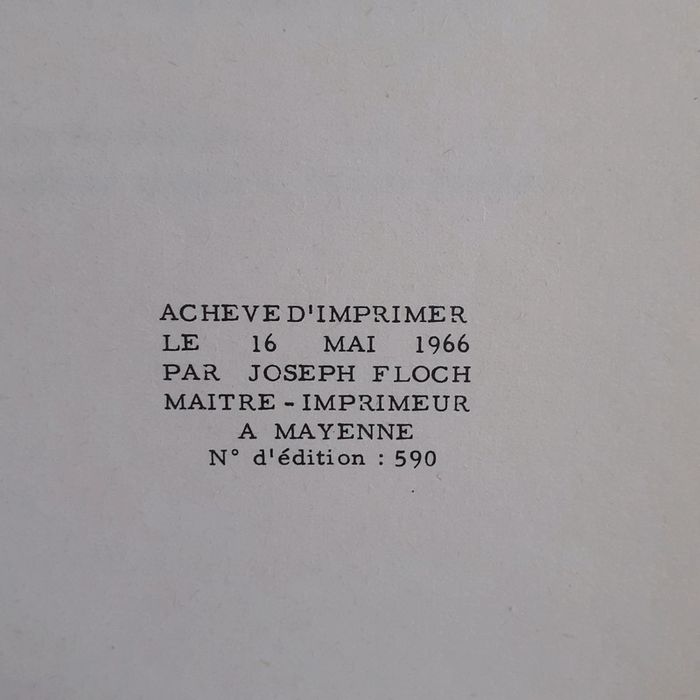 ACHEVE D'IMPRIMER
LE 16 MAI 1966
PAR JOSEPH FLOCH
MAITRE - IMPRIMEUR
A MAYENNE
N° d'édition : 590